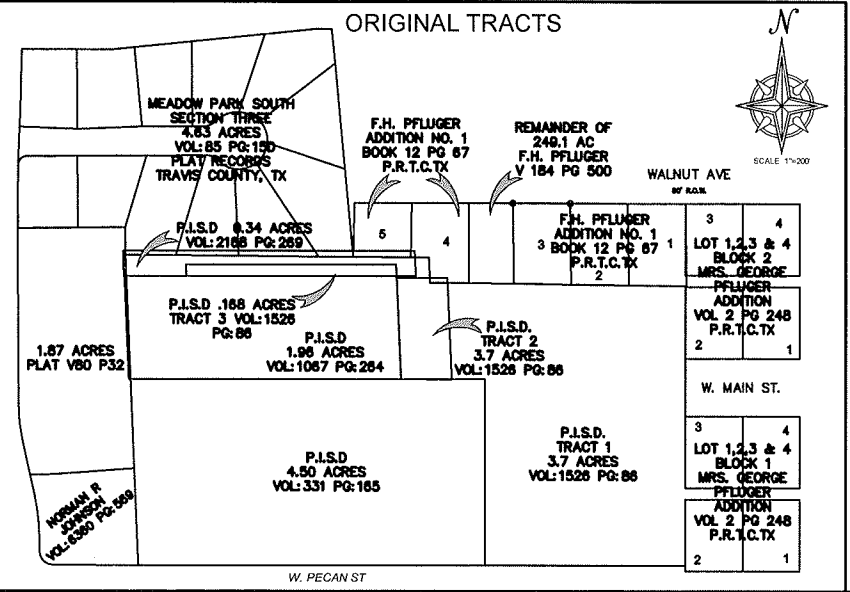 ORIGINAL TRACTS
N
SCALE 1"=200'
MEADOW PARK SOUTH
SECTION THREE
4.63 ACRES
VOL: 85 PG: 15D
PLAT RECORDS
TRAVIS COUNTY, TX
F.H. PFLUGER
ADDITION NO. 1
BOOK 12 PG 67
P.R.T.C.TX
REMAINDER OF
249.1 AC
F.H. PFLUGER
V 184 PG 500
WALNUT AVE
R.O.W.
P.I.S.D 0.34 ACRES
VOL: 2166 PG: 269
5
4
3
F.H. PFLUGER
ADDITION NO. 1
BOOK 12 PG 67
P.R.T.C.TX
2
1
3
4
LOT 1,2,3 & 4
BLOCK 2
MRS. GEORGE
PFLUGER
ADDITION
VOL 2 PG 248
P.R.T.C.TX
2
1
P.I.S.D .168 ACRES
TRACT 3 VOL: 1526
PG: 86
P.I.S.D
1.96 ACRES
VOL: 1067 PG: 264
P.I.S.D.
TRACT 2
3.7 ACRES
VOL: 1526 PG: 86
1.87 ACRES
PLAT V80 P32
W. MAIN ST.
P.I.S.D
4.50 ACRES
VOL: 331 PG: 165
P.I.S.D.
TRACT 1
3.7 ACRES
VOL: 1526 PG: 86
3
4
LOT 1,2,3 & 4
BLOCK 1
MRS. GEORGE
PFLUGER
ADDITION
VOL 2 PG 248
P.R.T.C.TX
2
1
NORMAN R
JOHNSON
VOL: 6360 PG: 569
W. PECAN ST